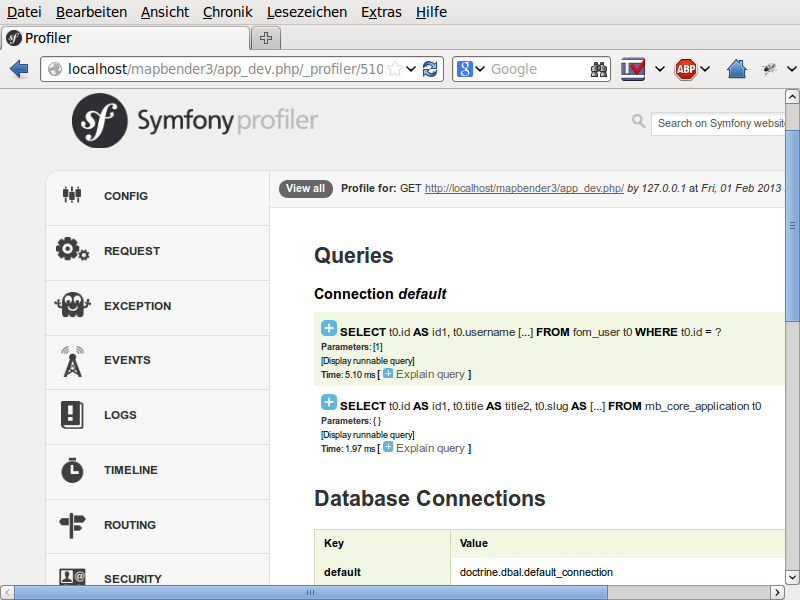 Datei Bearbeiten Ansicht Chronik Lesezeichen Extras Hilfe
Profiler
localhost/mapbender3/app_dev.php/_profiler/510
Google
ABP
Symfony profiler
Search on Symfony website
View all Profile for: GET http://localhost/mapbender3/app_dev.php/ by 127.0.0.1 at Fri, 01 Feb 2013
CONFIG
REQUEST
EXCEPTION
EVENTS
LOGS
TIMELINE
ROUTING
SECURITY
Queries
Connection default
SELECT t0.id AS id1, t0.username [...] FROM fom_user t0 WHERE t0.id = ?
Parameters: [1]
[Display runnable query]
Time: 5.10 ms [ Explain query ]
SELECT t0.id AS id1, t0.title AS title2, t0.slug AS [...] FROM mb_core_application t0
Parameters: { }
[Display runnable query]
Time: 1.97 ms [ Explain query ]
Database Connections
Key Value
default doctrine.dbal.default_connection